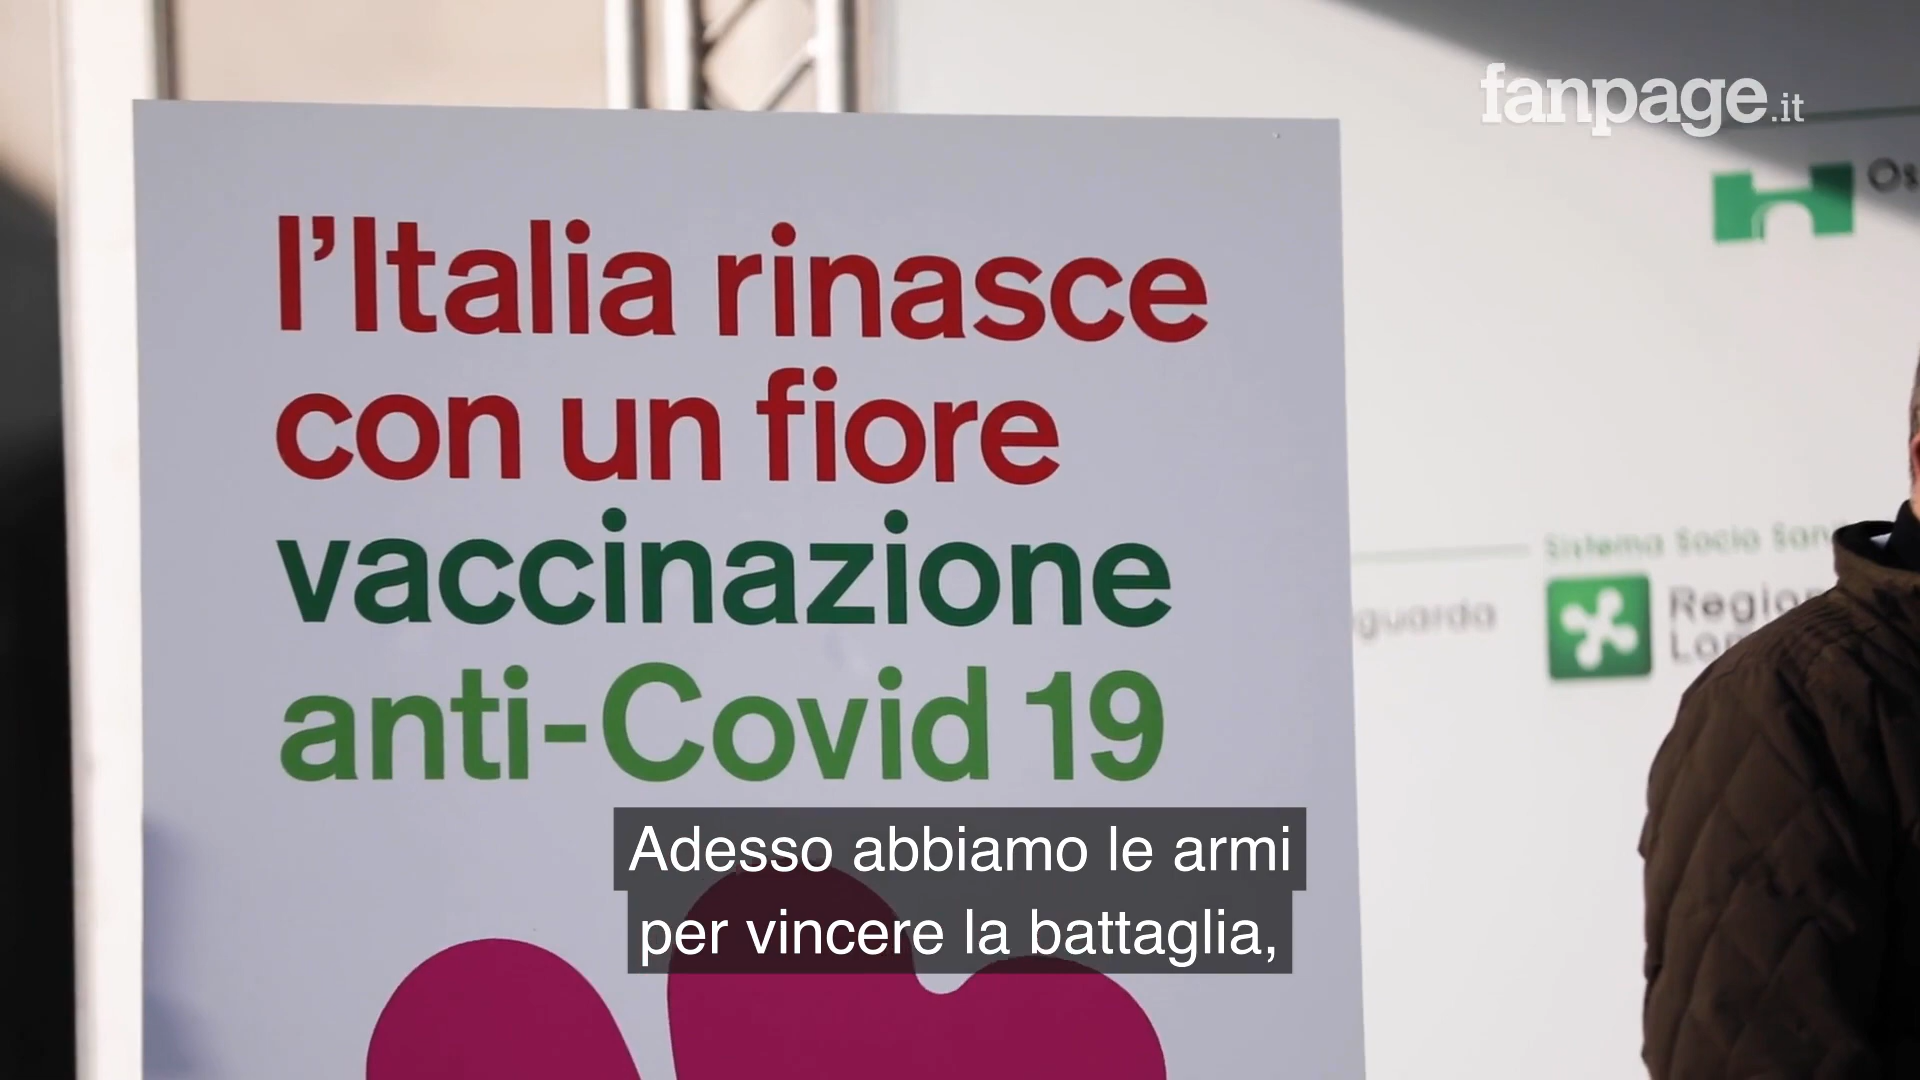 fanpage.it
l'Italia rinasce
con un fiore
vaccinazione
anti-Covid 19
Sistema Socio
guarda
Adesso abbiamo le armi
per vincere la battaglia,